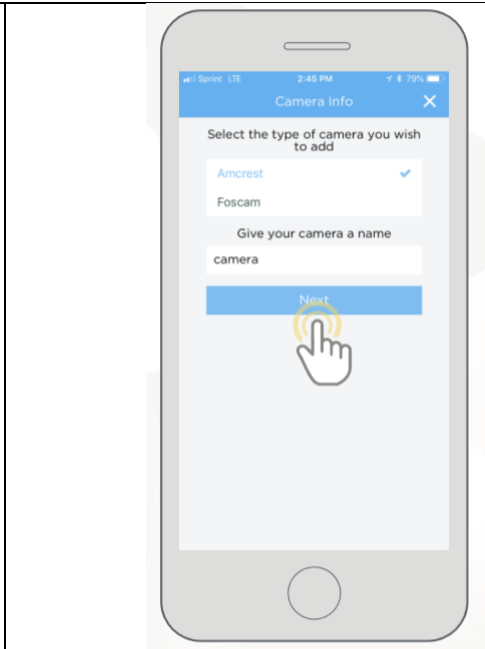 Sprint LTE 2:45 PM 79%
Camera Info
Select the type of camera you wish
to add
Amcrest
Foscam
Give your camera a name
camera
Next